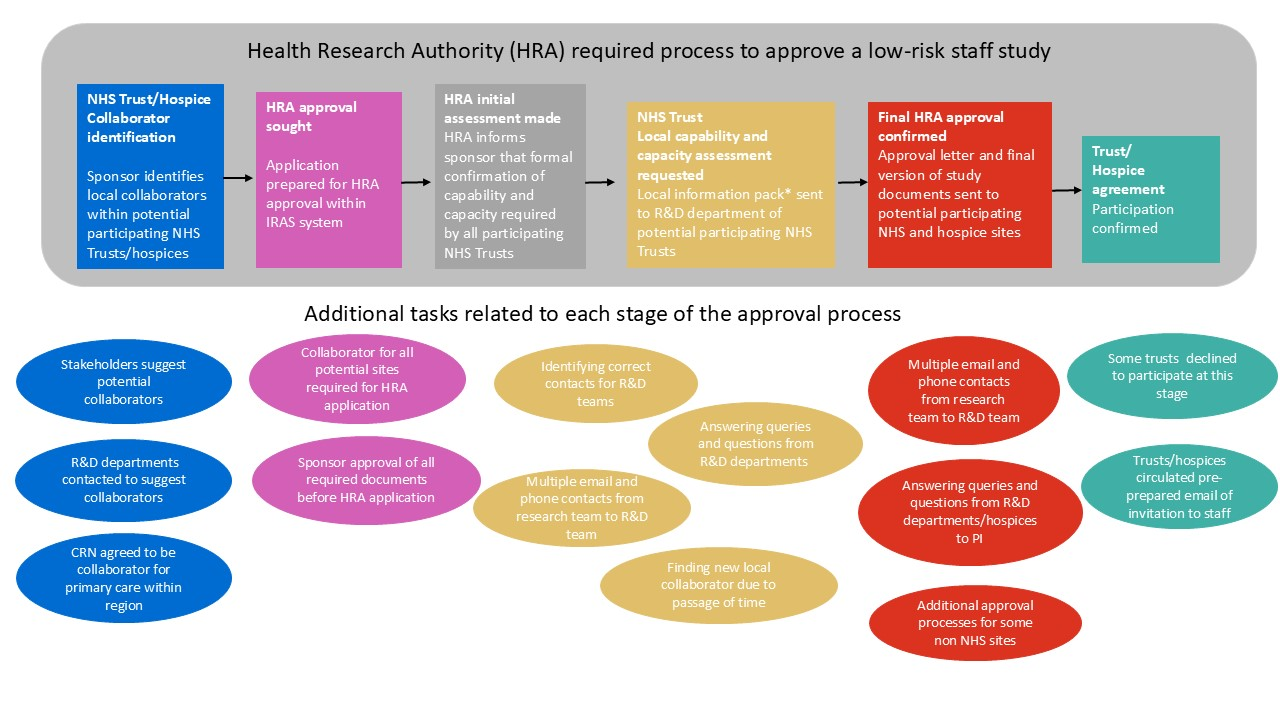 Health Research Authority (HRA) required process to approve a low-risk staff study
NHS Trust/Hospice
Collaborator
identification
Sponsor identifies
local collaborators
within potential
participating NHS
Trusts/hospices
HRA approval
sought
Application
prepared for HRA
approval within
IRAS system
HRA initial
assessment made
HRA informs
sponsor that formal
confirmation of
capability and
capacity required
by all participating
NHS Trusts
NHS Trust
Local capability and
capacity assessment
requested
Local information pack* sent
to R&D department of
potential participating NHS
Trusts
Final HRA approval
confirmed
Approval letter and final
version of study
documents sent to
potential participating
NHS and hospice sites
Trust/
Hospice
agreement
Participation
confirmed
Additional tasks related to each stage of the approval process
Stakeholders suggest
potential
collaborators
R&D departments
contacted to suggest
collaborators
CRN agreed to be
collaborator for
primary care within
region
Collaborator for all
potential sites
required for HRA
application
Sponsor approval of all
required documents
before HRA application
Identifying correct
contacts for R&D
teams
Answering queries
and questions from
R&D departments
Multiple email and
phone contacts from
research team to R&D
team
Finding new local
collaborator due to
passage of time
Multiple email and
phone contacts
from research
team to R&D team
Answering queries and
questions from R&D
departments/hospices
to PI
Additional approval
processes for some
non NHS sites
Some trusts declined
to participate at this
stage
Trusts/hospices
circulated pre-
prepared email of
invitation to staff